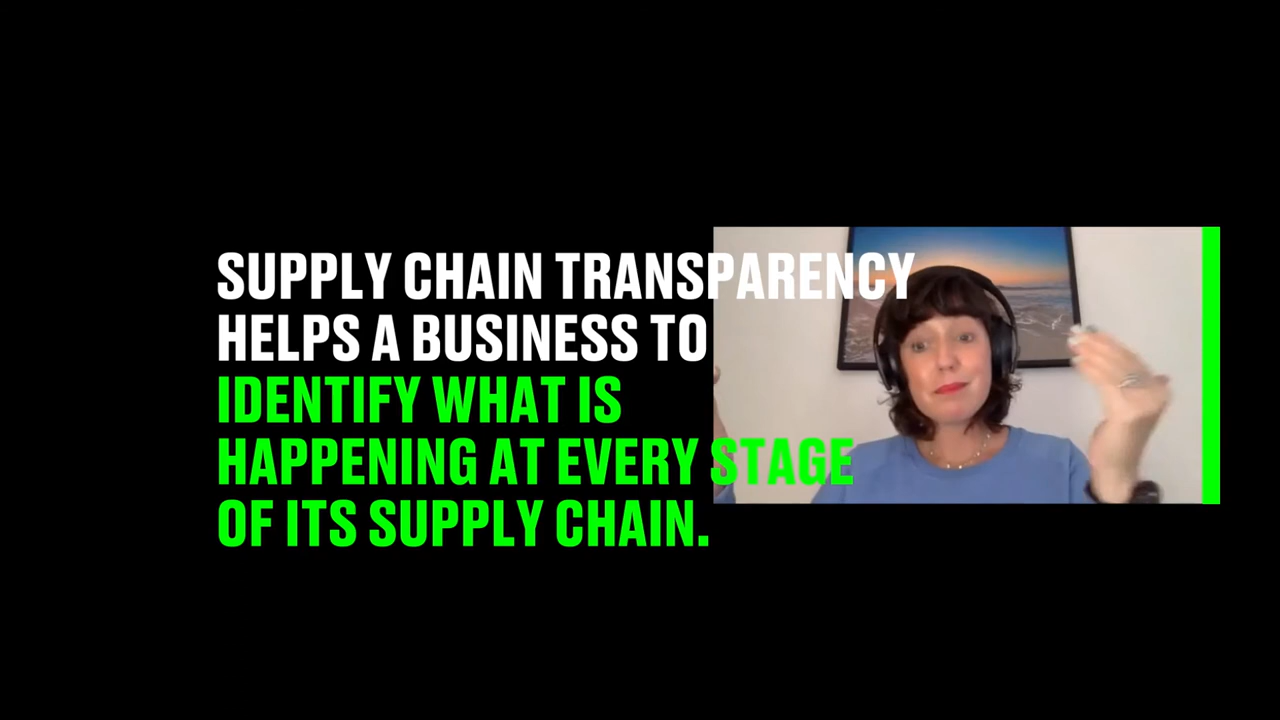 SUPPLY CHAIN TRANSPARENCY
HELPS A BUSINESS TO
IDENTIFY WHAT IS
HAPPENING AT EVERY STAGE
OF ITS SUPPLY CHAIN.